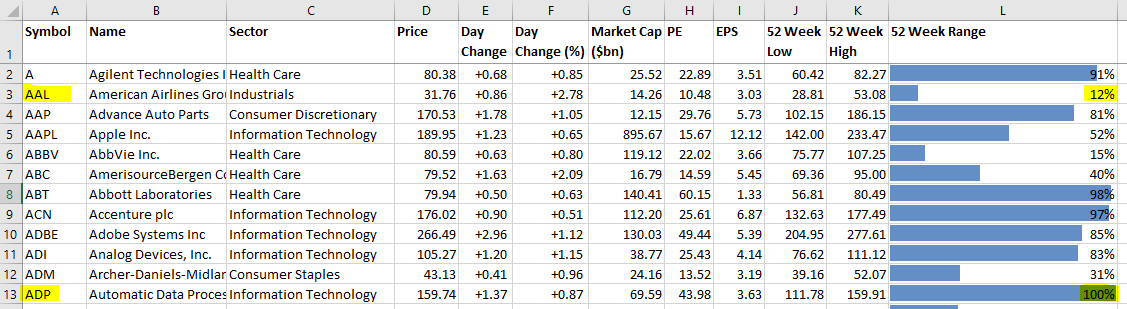 A B C D E F G H I J K L
Symbol Name Sector Price Day Day Market Cap PE EPS 52 Week 52 Week 52 Week Range
1 Change Change (%) ($bn) Low High
2 A Agilent Technologies I Health Care 80.38 +0.68 +0.85 25.52 22.89 3.51 60.42 82.27 91%
3 AAL American Airlines Grou Industrials 31.76 +0.86 +2.78 14.26 10.48 3.03 28.81 53.08 12%
4 AAP Advance Auto Parts Consumer Discretionary 170.53 +1.78 +1.05 12.15 29.76 5.73 102.15 186.15 81%
5 AAPL Apple Inc. Information Technology 189.95 +1.23 +0.65 895.67 15.67 12.12 142.00 233.47 52%
6 ABBV AbbVie Inc. Health Care 80.59 +0.63 +0.80 119.12 22.02 3.66 75.77 107.25 15%
7 ABC AmerisourceBergen Co Health Care 79.52 +1.63 +2.09 16.79 14.59 5.45 69.36 95.00 40%
8 ABT Abbott Laboratories Health Care 79.94 +0.50 +0.63 140.41 60.15 1.33 56.81 80.49 98%
9 ACN Accenture plc Information Technology 176.02 +0.90 +0.51 112.20 25.61 6.87 132.63 177.49 97%
10 ADBE Adobe Systems Inc Information Technology 266.49 +2.96 +1.12 130.03 49.44 5.39 204.95 277.61 85%
11 ADI Analog Devices, Inc. Information Technology 105.27 +1.20 +1.15 38.77 25.43 4.14 76.62 111.12 83%
12 ADM Archer-Daniels-Midlar Consumer Staples 43.13 +0.41 +0.96 24.16 13.52 3.19 39.16 52.07 31%
13 ADP Automatic Data Proces Information Technology 159.74 +1.37 +0.87 69.59 43.98 3.63 111.78 159.91 100%